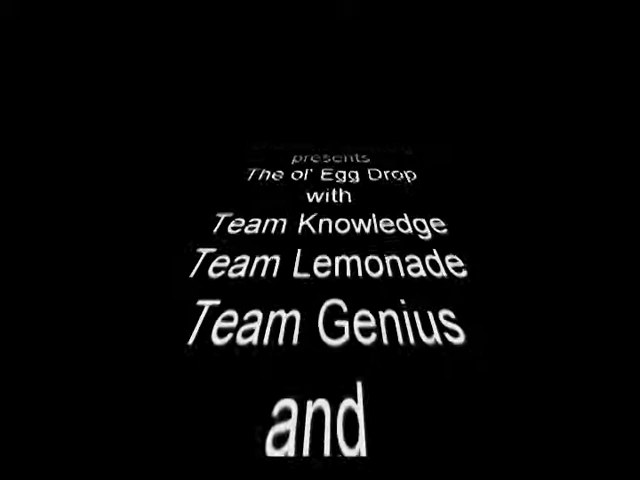 presents
The ol' Egg Drop
with
Team Knowledge
Team Lemonade
Team Genius
and